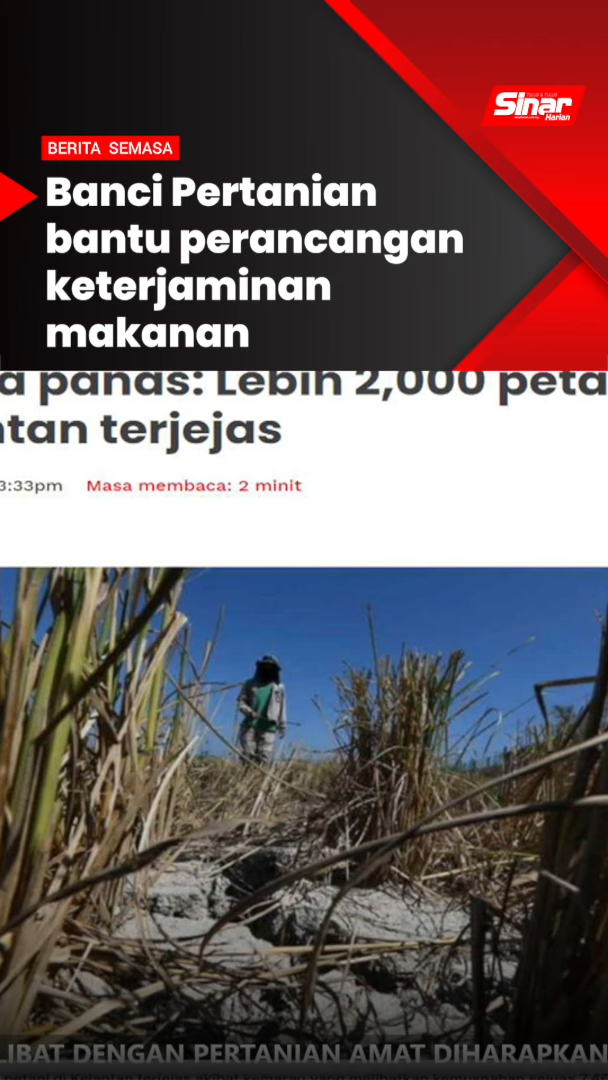 Sinar
Harian
BERITA SEMASA
Banci Pertanian
bantu perancangan
keterjaminan
makanan
a panas: Lebih 2,000 peta
ntan terjejas
3:33pm Masa membaca: 2 minit
LIBAT DENGAN PERTANIAN AMAT DIHARAPKAN